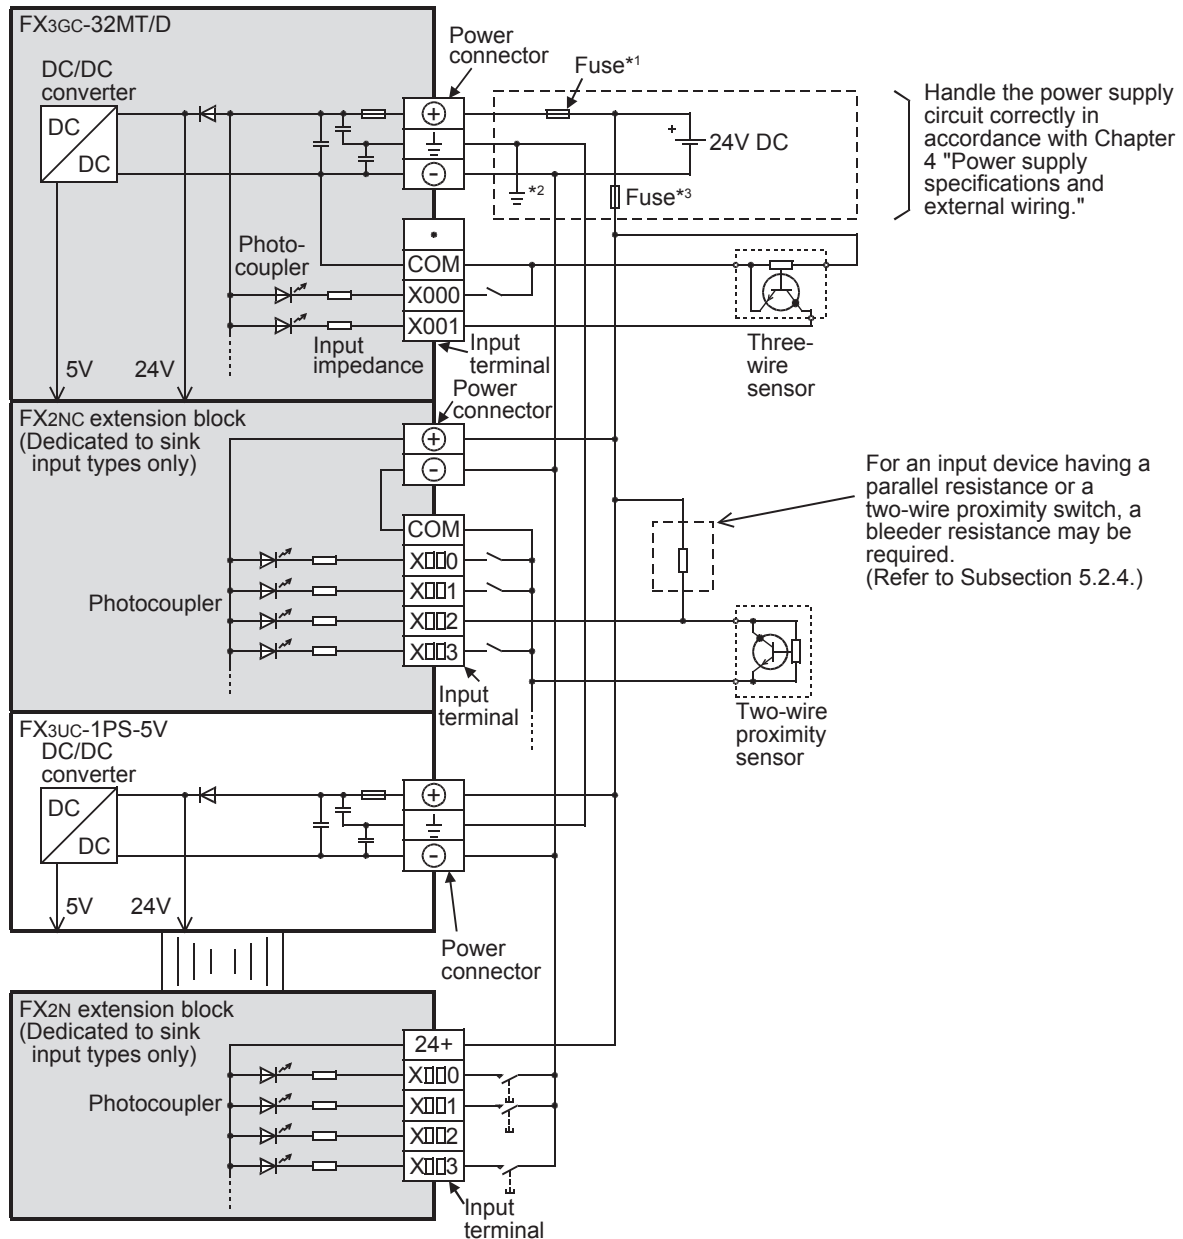 FX3GC-32MT/D
DC/DC
converter
DC
DC
Power
connector
Fuse*1
24V DC
*2
Fuse*3
Handle the power supply
circuit correctly in
accordance with Chapter
4 "Power supply
specifications and
external wiring."
+
-
•
COM
X000
X001
Photo-
coupler
Input
impedance
Input
terminal
Three-
wire
sensor
5V
24V
FX2NC extension block
(Dedicated to sink
input types only)
Power
connector
+
-
COM
X□□0
X□□1
X□□2
X□□3
Photocoupler
Input
terminal
For an input device having a
parallel resistance or a
two-wire proximity switch, a
bleeder resistance may be
required.
(Refer to Subsection 5.2.4.)
Two-wire
proximity
sensor
FX3UC-1PS-5V
DC/DC
converter
DC
DC
+
-
5V
24V
Power
connector
FX2N extension block
(Dedicated to sink
input types only)
24+
X□□0
X□□1
X□□2
X□□3
Photocoupler
Input
terminal